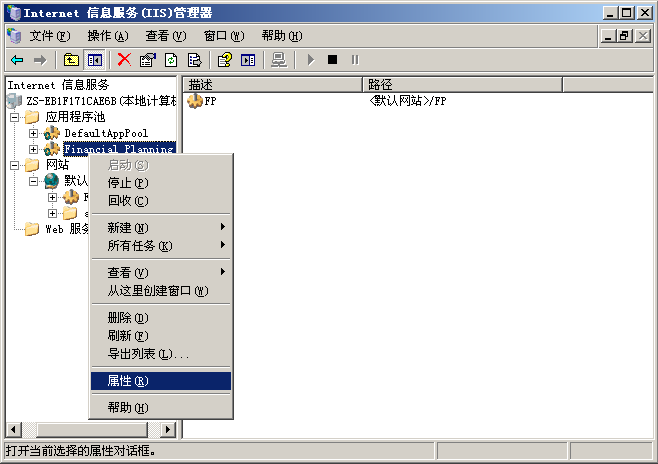 Internet 信息服务(IIS)管理器
文件(F) 操作(A) 查看(V) 窗口(W) 帮助(H)
Internet 信息服务
ZS-EB1F171CAE6B(本地计算机
应用程序池
DefaultAppPool
Financial Planning
网站
默认
Web 服务
描述 路径
FP <默认网站>/FP
启动(S)
停止(P)
回收(C)
新建(N)
所有任务(K)
查看(V)
从这里创建窗口(W)
删除(D)
刷新(F)
导出列表(L)...
属性(R)
帮助(H)
打开当前选择的属性对话框。